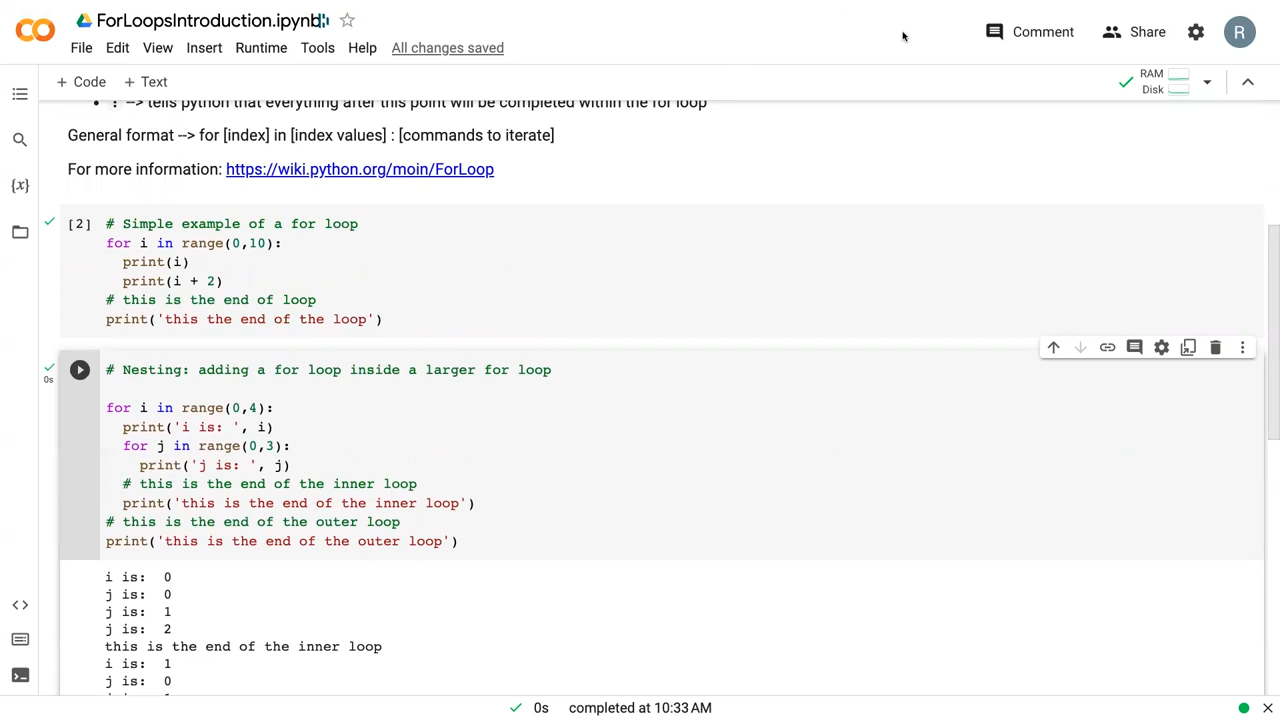 ForLoopsIntroduction.ipynb
File Edit View Insert Runtime Tools Help All changes saved
Comment Share R
+ Code + Text
RAM
Disk
• : --> tells python that everything after this point will be completed within the for loop
General format --> for [index] in [index values] : [commands to iterate]
For more information: https://wiki.python.org/moin/ForLoop
[2] # Simple example of a for loop
for i in range(0,10):
print(i)
print(i + 2)
# this is the end of loop
print('this the end of the loop')
0s
# Nesting: adding a for loop inside a larger for loop
for i in range(0,4):
print('i is: ', i)
for j in range(0,3):
print('j is: ', j)
# this is the end of the inner loop
print('this is the end of the inner loop')
# this is the end of the outer loop
print('this is the end of the outer loop')
i is: 0
j is: 0
j is: 1
j is: 2
this is the end of the inner loop
i is: 1
j is: 0
0s completed at 10:33 AM